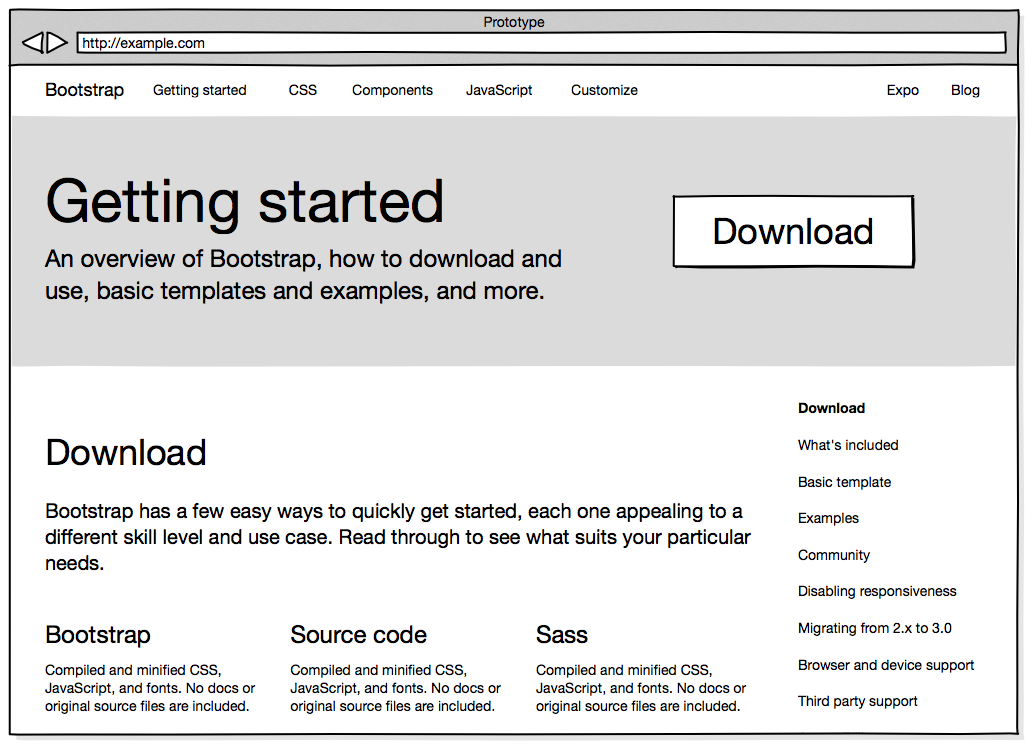 Prototype
http://example.com
Bootstrap Getting started CSS Components JavaScript Customize Expo Blog
Getting started
An overview of Bootstrap, how to download and
use, basic templates and examples, and more.
Download
Download
Bootstrap has a few easy ways to quickly get started, each one appealing to a
different skill level and use case. Read through to see what suits your particular
needs.
Bootstrap
Compiled and minified CSS,
JavaScript, and fonts. No docs or
original source files are included.
Source code
Compiled and minified CSS,
JavaScript, and fonts. No docs or
original source files are included.
Sass
Compiled and minified CSS,
JavaScript, and fonts. No docs or
original source files are included.
Download
What's included
Basic template
Examples
Community
Disabling responsiveness
Migrating from 2.x to 3.0
Browser and device support
Third party support